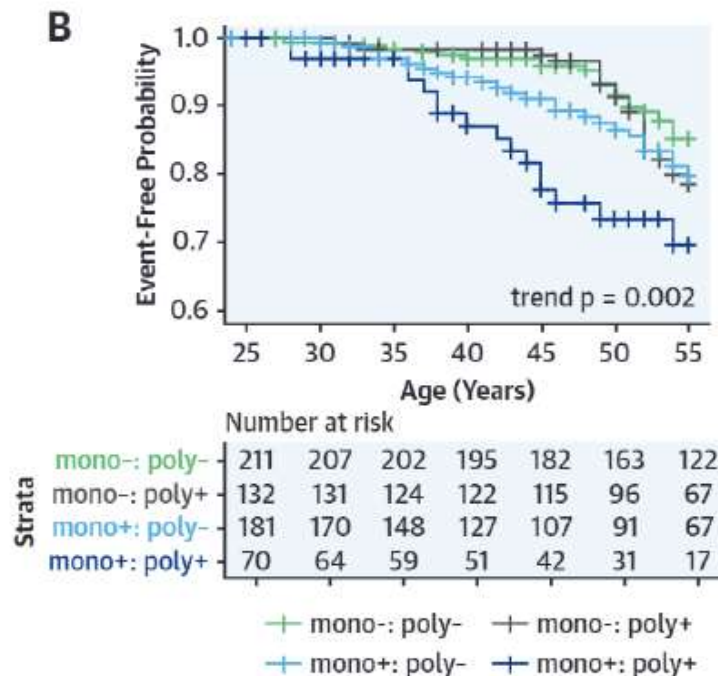 B
Event-Free Probability
1.0
0.9
0.8
0.7
0.6
trend p = 0.002
25 30 35 40 45 50 55
Age (Years)
Number at risk
Strata
mono-: poly- 211 207 202 195 182 163 122
mono-: poly+ 132 131 124 122 115 96 67
mono+: poly- 181 170 148 127 107 91 67
mono+: poly+ 70 64 59 51 42 31 17
mono-: poly- mono-: poly+
mono+: poly- mono+: poly+